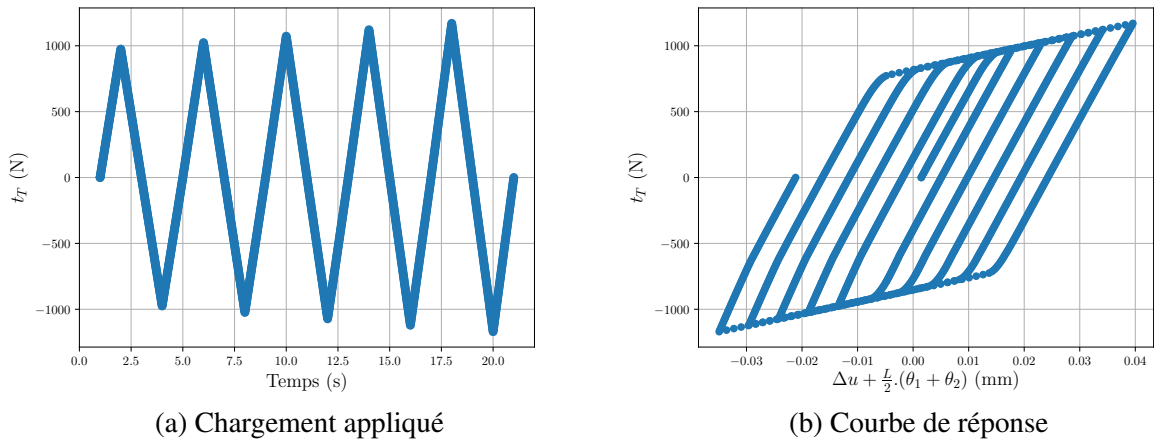 1000
500
0
−500
−1000
t_T (N)
0.0 2.5 5.0 7.5 10.0 12.5 15.0 17.5 20.0
Temps (s)
(a) Chargement appliqué
1000
500
0
−500
−1000
t_T (N)
−0.03 −0.02 −0.01 0.00 0.01 0.02 0.03 0.04
Δu + L/2.(θ₁ + θ₂) (mm)
(b) Courbe de réponse